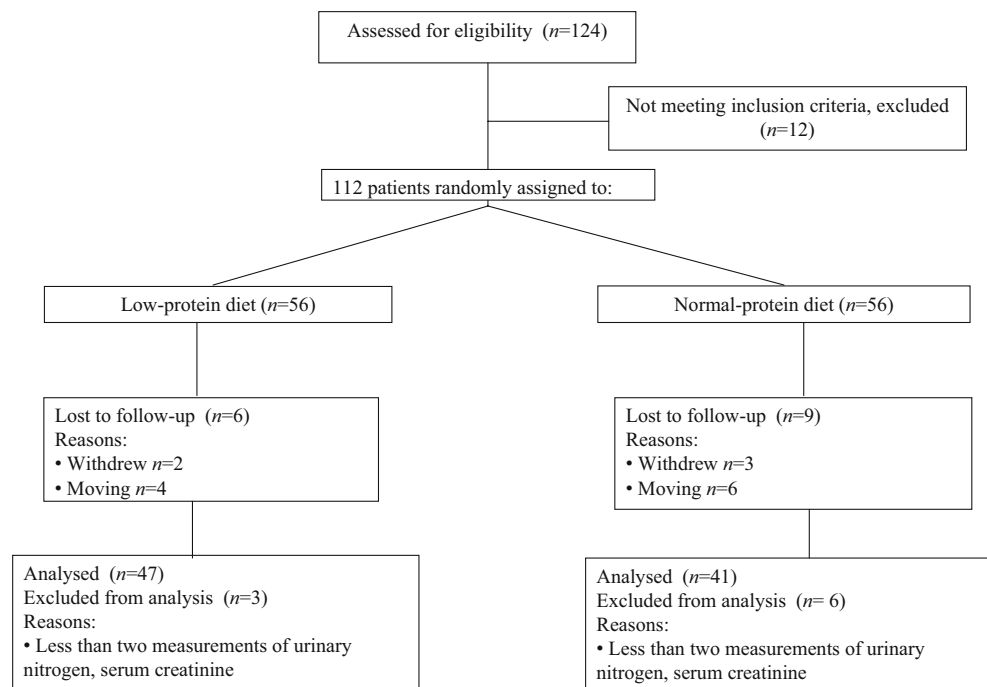 Assessed for eligibility (n=124)
Not meeting inclusion criteria, excluded
(n=12)
112 patients randomly assigned to:
Low-protein diet (n=56)
Normal-protein diet (n=56)
Lost to follow-up (n=6)
Reasons:
• Withdrew n=2
• Moving n=4
Lost to follow-up (n=9)
Reasons:
• Withdrew n=3
• Moving n=6
Analysed (n=47)
Excluded from analysis (n=3)
Reasons:
• Less than two measurements of urinary
nitrogen, serum creatinine
Analysed (n=41)
Excluded from analysis (n= 6)
Reasons:
• Less than two measurements of urinary
nitrogen, serum creatinine